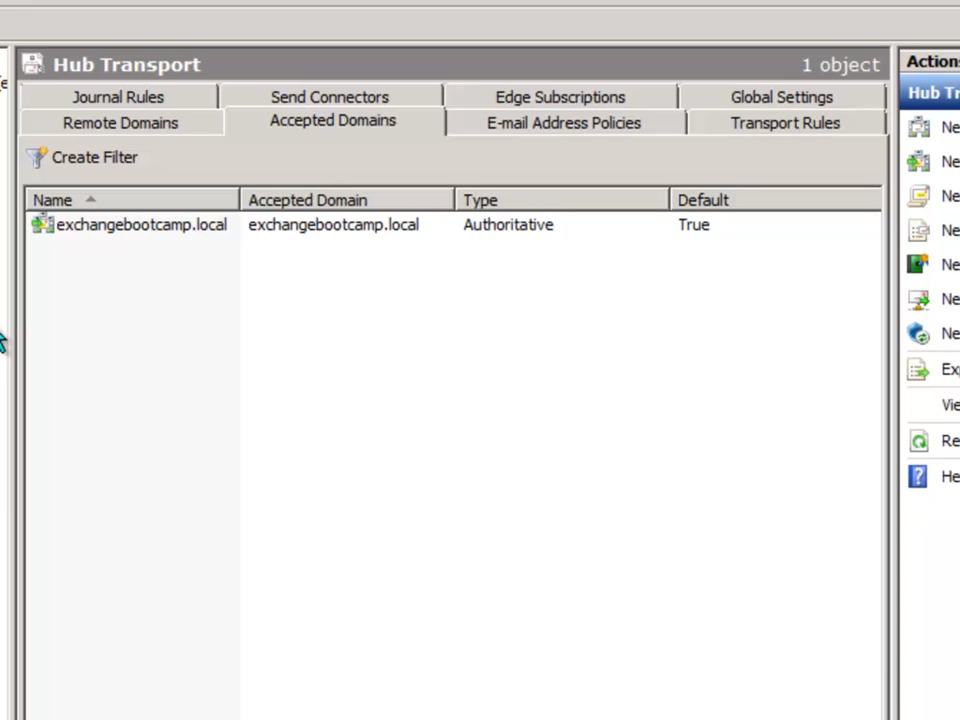 Hub Transport 1 object
Journal Rules Send Connectors Edge Subscriptions Global Settings
Remote Domains Accepted Domains E-mail Address Policies Transport Rules
Create Filter
Name Accepted Domain Type Default
exchangebootcamp.local exchangebootcamp.local Authoritative True
Actions
Hub Tr
Ne
Ne
Ne
Ne
Ne
Ne
Ne
Exp
Vie
Re
He